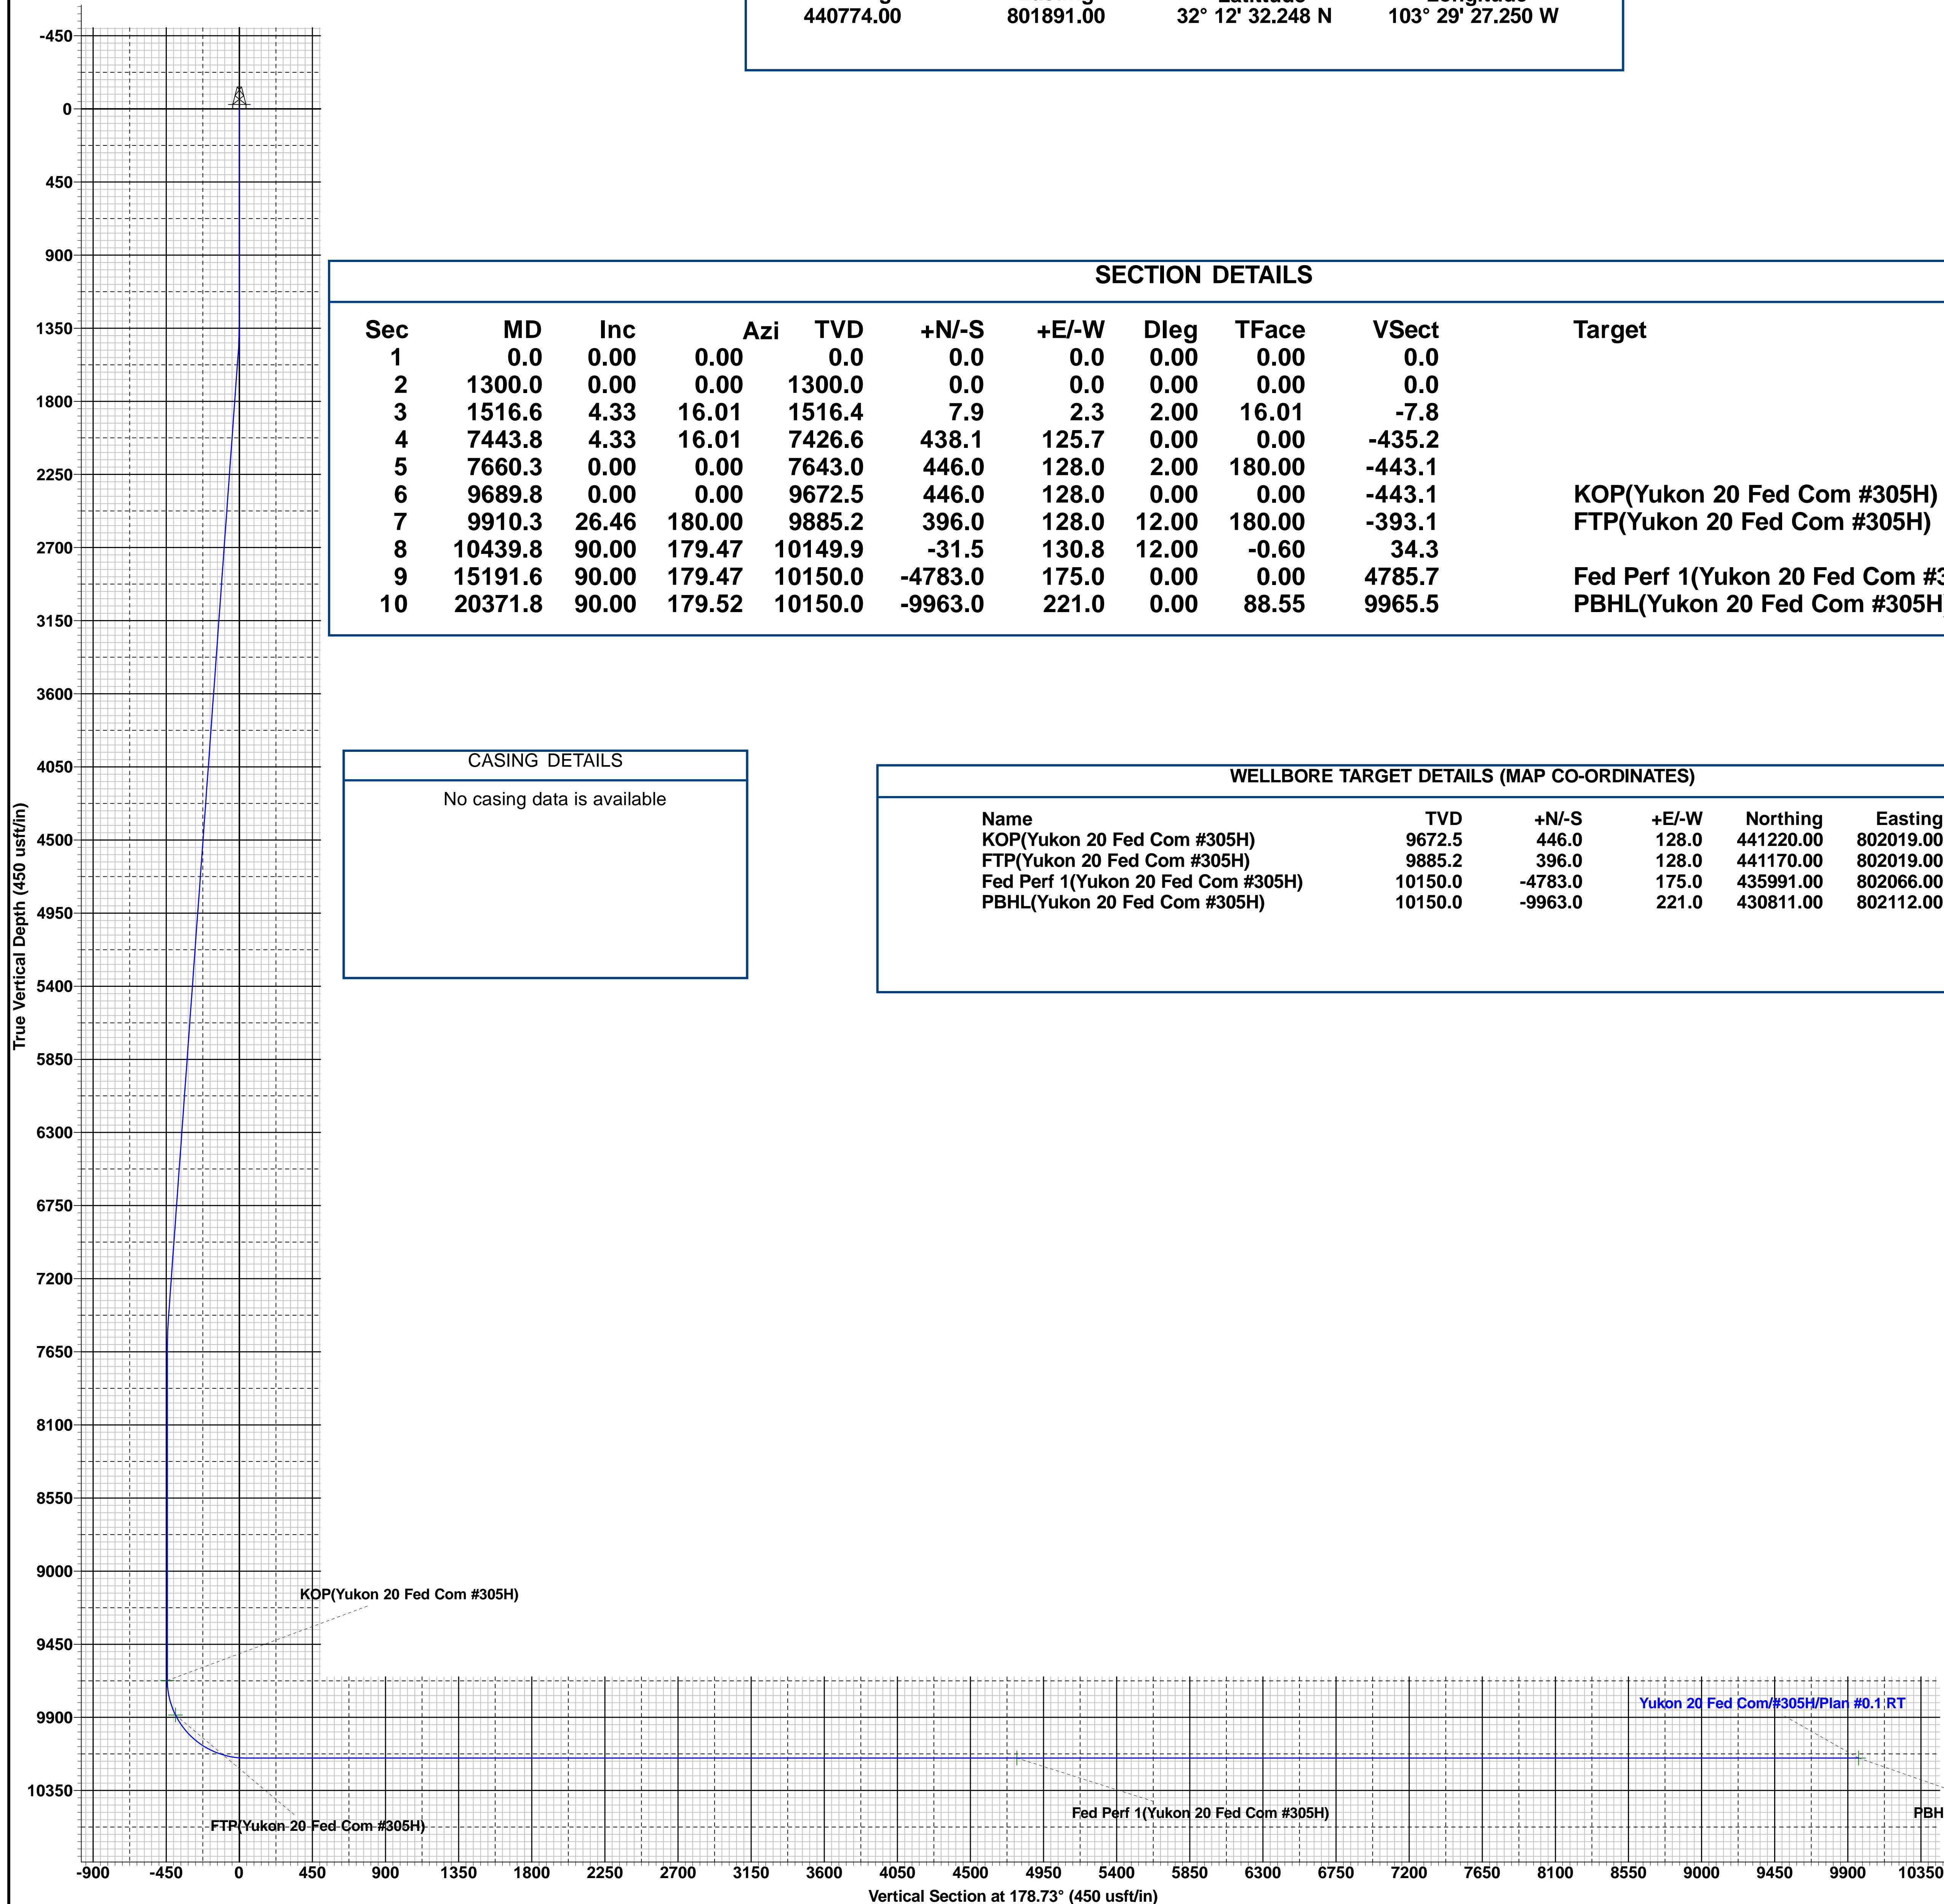 440774.00 801891.00 32° 12' 32.248 N 103° 29' 27.250 W
SECTION DETAILS
Sec MD Inc Azi TVD +N/-S +E/-W Dleg TFace VSect Target
1 0.0 0.00 0.00 0.0 0.0 0.0 0.00 0.00 0.0
2 1300.0 0.00 0.00 1300.0 0.0 0.0 0.00 0.00 0.0
3 1516.6 4.33 16.01 1516.4 7.9 2.3 2.00 16.01 -7.8
4 7443.8 4.33 16.01 7426.6 438.1 125.7 0.00 0.00 -435.2
5 7660.3 0.00 0.00 7643.0 446.0 128.0 2.00 180.00 -443.1
6 9689.8 0.00 0.00 9672.5 446.0 128.0 0.00 0.00 -443.1 KOP(Yukon 20 Fed Com #305H)
7 9910.3 26.46 180.00 9885.2 396.0 128.0 12.00 180.00 -393.1 FTP(Yukon 20 Fed Com #305H)
8 10439.8 90.00 179.47 10149.9 -31.5 130.8 12.00 -0.60 34.3
9 15191.6 90.00 179.47 10150.0 -4783.0 175.0 0.00 0.00 4785.7 Fed Perf 1(Yukon 20 Fed Com #3
10 20371.8 90.00 179.52 10150.0 -9963.0 221.0 0.00 88.55 9965.5 PBHL(Yukon 20 Fed Com #305H)
CASING DETAILS
No casing data is available
WELLBORE TARGET DETAILS (MAP CO-ORDINATES)
Name TVD +N/-S +E/-W Northing Easting
KOP(Yukon 20 Fed Com #305H) 9672.5 446.0 128.0 441220.00 802019.00
FTP(Yukon 20 Fed Com #305H) 9885.2 396.0 128.0 441170.00 802019.00
Fed Perf 1(Yukon 20 Fed Com #305H) 10150.0 -4783.0 175.0 435991.00 802066.00
PBHL(Yukon 20 Fed Com #305H) 10150.0 -9963.0 221.0 430811.00 802112.00
True Vertical Depth (450 usft/in)
-450
0
450
900
1350
1800
2250
2700
3150
3600
4050
4500
4950
5400
5850
6300
6750
7200
7650
8100
8550
9000
9450
9900
10350
KOP(Yukon 20 Fed Com #305H)
Yukon 20 Fed Com/#305H/Plan #0.1 RT
Fed Perf 1(Yukon 20 Fed Com #305H)
PBH
FTP(Yukon 20 Fed Com #305H)
-900 -450 0 450 900 1350 1800 2250 2700 3150 3600 4050 4500 4950 5400 5850 6300 6750 7200 7650 8100 8550 9000 9450 9900 10350
Vertical Section at 178.73° (450 usft/in)